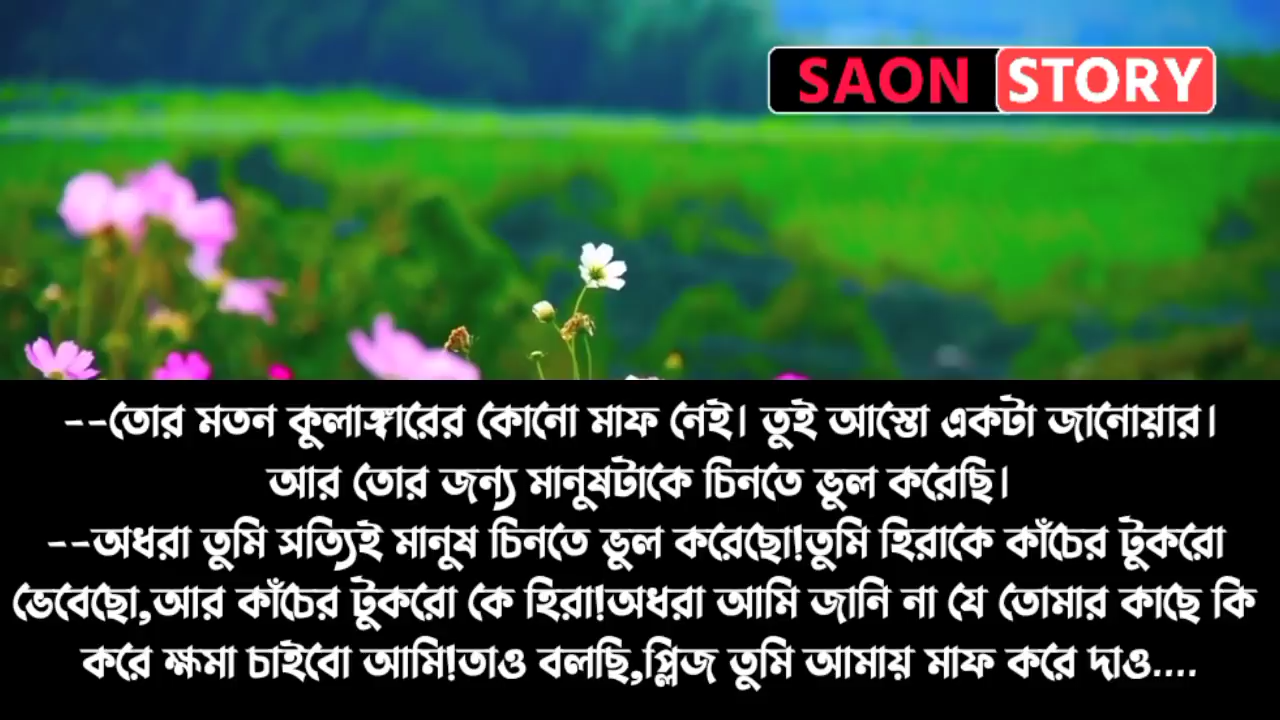 SAON STORY
--তোর মতন কুলাঙ্গারের কোনো মাফ নেই। তুই আস্তো একটা জানোয়ার।
আর তোর জন্য মানুষটাকে চিনতে ভুল করেছি।
--অধরা তুমি সত্যিই মানুষ চিনতে ভুল করেছো!তুমি হিরাকে কাঁচের টুকরো
ভেবেছো,আর কাঁচের টুকরো কে হিরা!অধরা আমি জানি না যে তোমার কাছে কি
করে ক্ষমা চাইবো আমি!তাও বলছি,প্লিজ তুমি আমায় মাফ করে দাও....